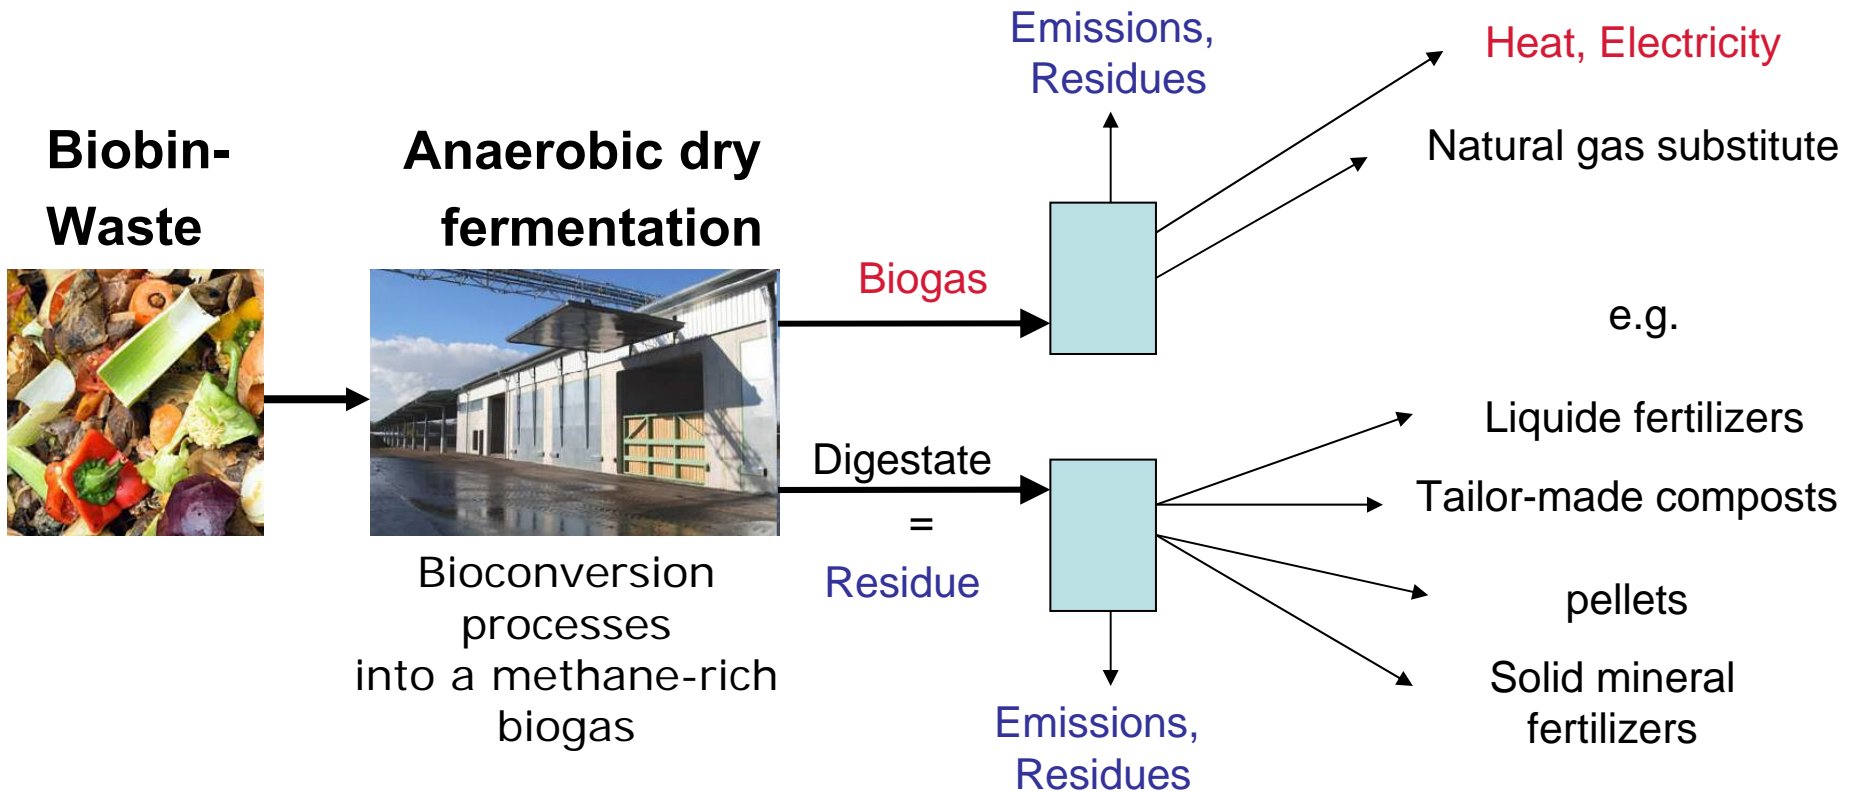 Biobin-
Waste
Anaerobic dry
fermentation
Bioconversion
processes
into a methane-rich
biogas
Biogas
Digestate
=
Residue
Emissions,
Residues
Emissions,
Residues
Heat, Electricity
Natural gas substitute
e.g.
Liquide fertilizers
Tailor-made composts
pellets
Solid mineral
fertilizers